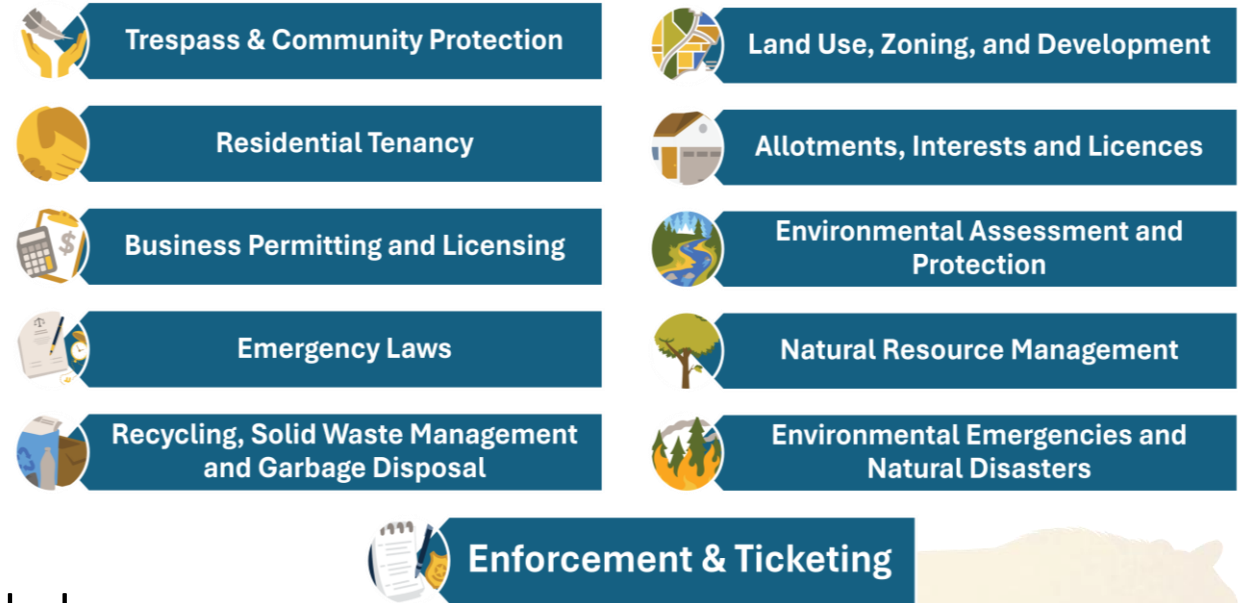 Trespass & Community Protection
Residential Tenancy
Business Permitting and Licensing
Emergency Laws
Recycling, Solid Waste Management
and Garbage Disposal
Land Use, Zoning, and Development
Allotments, Interests and Licences
Environmental Assessment and
Protection
Natural Resource Management
Environmental Emergencies and
Natural Disasters
Enforcement & Ticketing